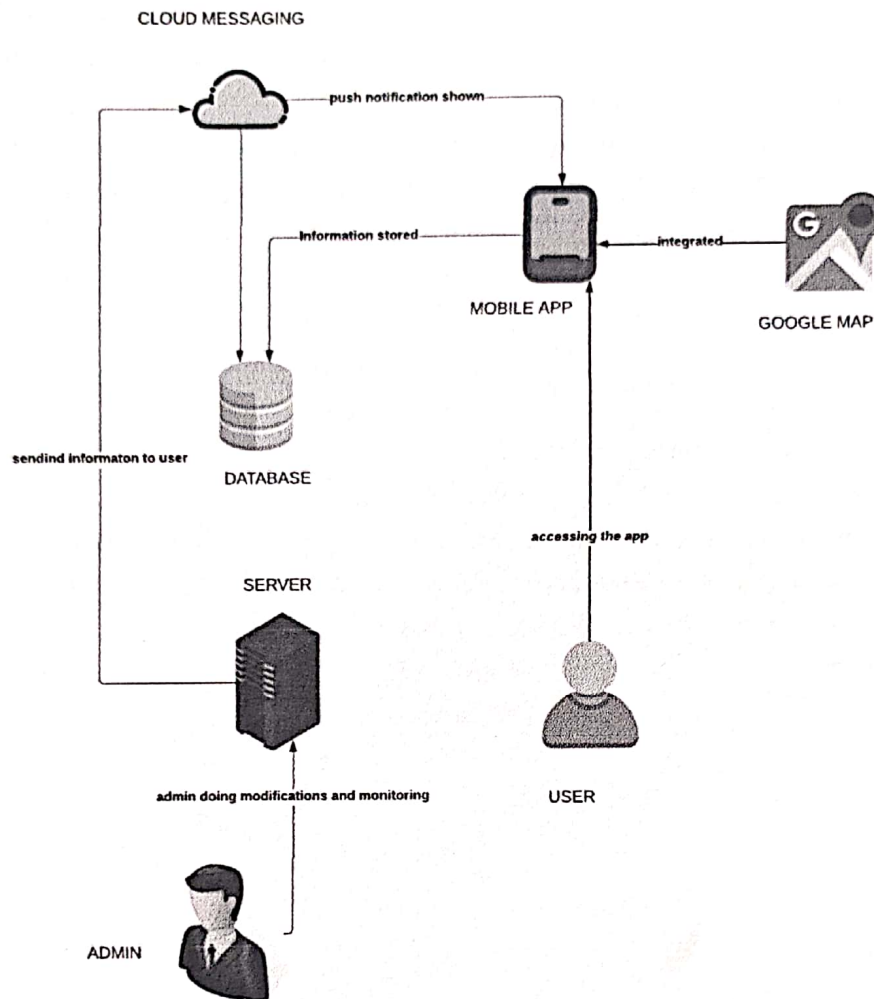 CLOUD MESSAGING
push notification shown
G
Information stored
integrated
MOBILE APP
GOOGLE MAP
sendind informaton to user
DATABASE
accessing the app
SERVER
admin doing modifications and monitoring
USER
ADMIN